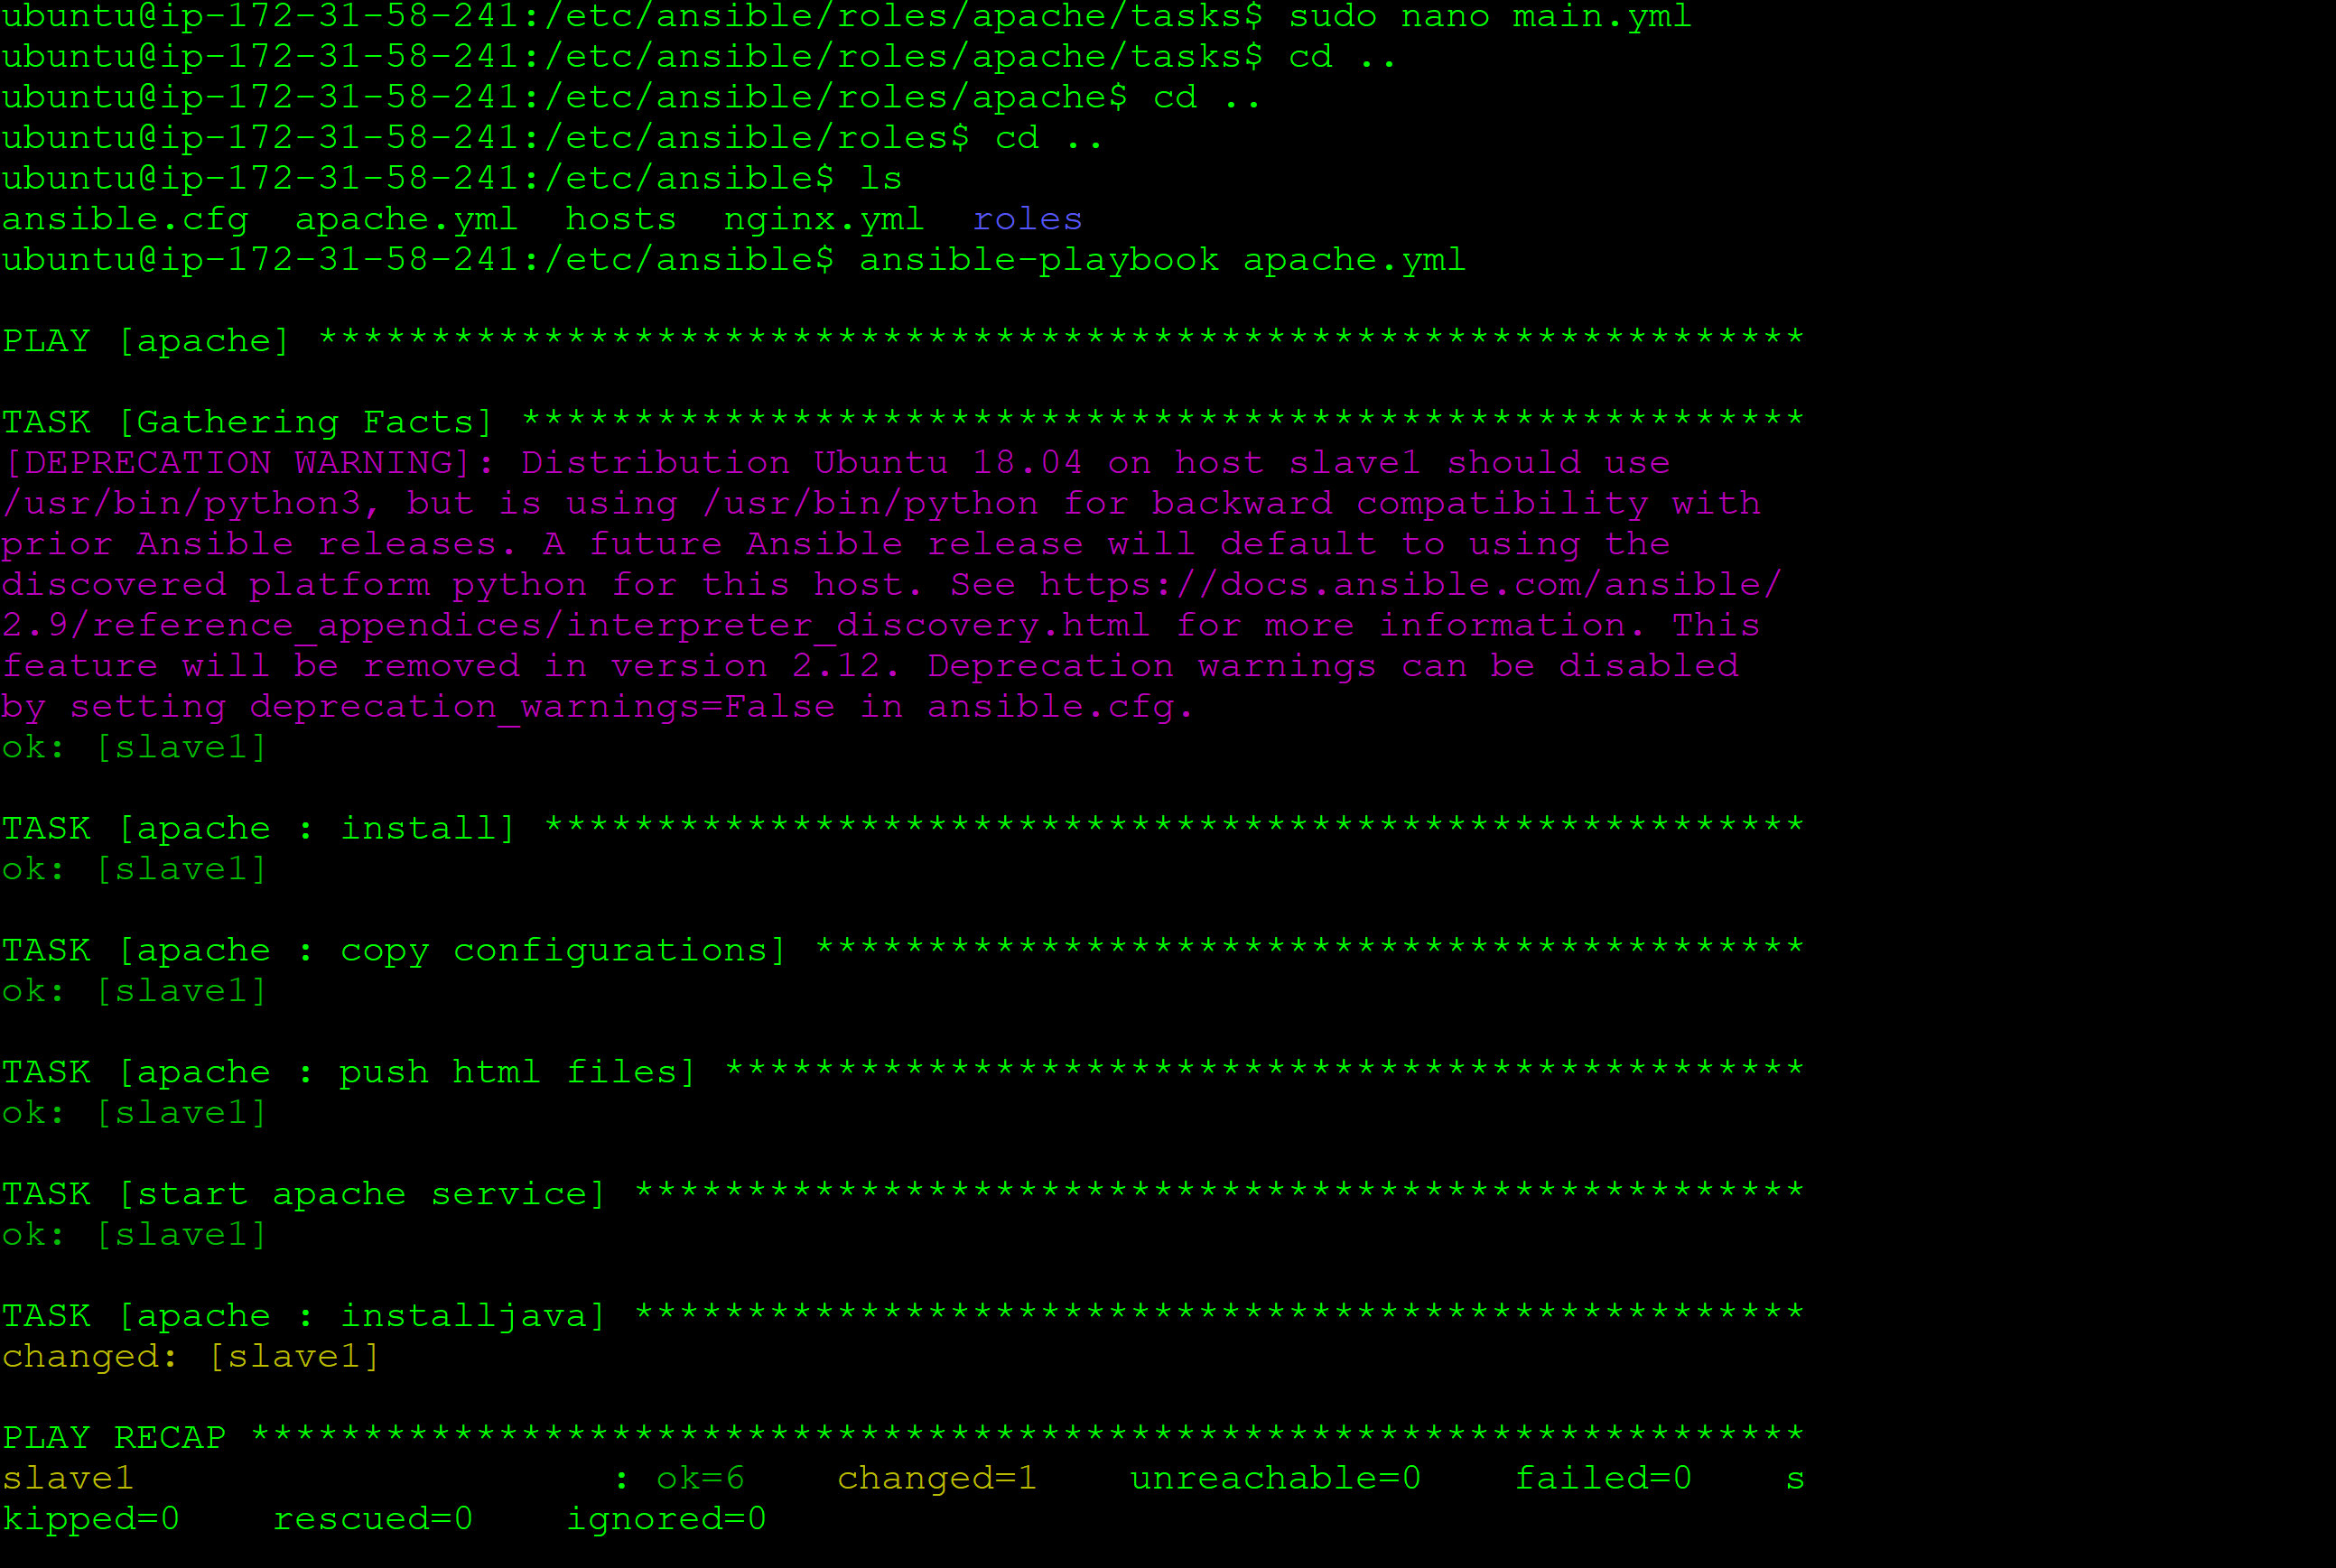 ubuntu@ip-172-31-58-241:/etc/ansible/roles/apache/tasks$ sudo nano main.yml
ubuntu@ip-172-31-58-241:/etc/ansible/roles/apache/tasks$ cd ..
ubuntu@ip-172-31-58-241:/etc/ansible/roles/apache$ cd ..
ubuntu@ip-172-31-58-241:/etc/ansible/roles$ cd ..
ubuntu@ip-172-31-58-241:/etc/ansible$ ls
ansible.cfg  apache.yml  hosts  nginx.yml  roles
ubuntu@ip-172-31-58-241:/etc/ansible$ ansible-playbook apache.yml
PLAY [apache] ******************************************************************
TASK [Gathering Facts] *********************************************************
[DEPRECATION WARNING]: Distribution Ubuntu 18.04 on host slave1 should use
/usr/bin/python3, but is using /usr/bin/python for backward compatibility with
prior Ansible releases. A future Ansible release will default to using the
discovered platform python for this host. See https://docs.ansible.com/ansible/
2.9/reference_appendices/interpreter_discovery.html for more information. This
feature will be removed in version 2.12. Deprecation warnings can be disabled
by setting deprecation_warnings=False in ansible.cfg.
ok: [slave1]
TASK [apache : install] ********************************************************
ok: [slave1]
TASK [apache : copy configurations] ********************************************
ok: [slave1]
TASK [apache : push html files] ************************************************
ok: [slave1]
TASK [start apache service] ****************************************************
ok: [slave1]
TASK [apache : installjava] ****************************************************
changed: [slave1]
PLAY RECAP *********************************************************************
slave1                     : ok=6    changed=1    unreachable=0    failed=0    s
kipped=0    rescued=0    ignored=0